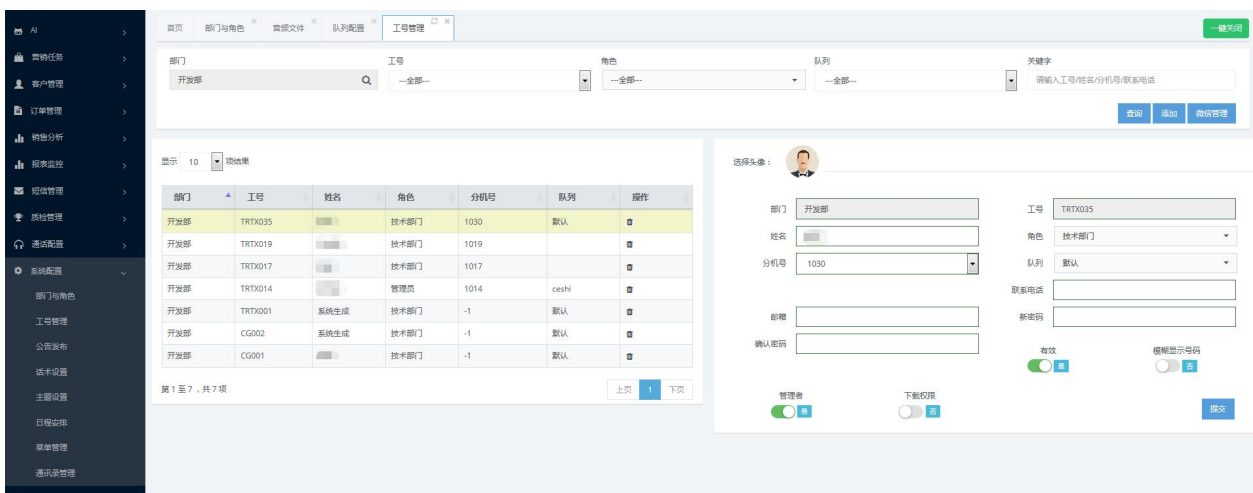 AI
营销任务
客户管理
订单管理
销售分析
报表监控
短信管理
质检管理
通话配置
系统配置
部门与角色
工号管理
公告发布
话术设置
主题设置
日程安排
菜单管理
通讯录管理
首页 部门与角色 音频文件 队列配置 工号管理 一键关闭
部门 工号 角色 队列 关键字
开发部 ---全部--- ---全部--- ---全部--- 请输入工号/姓名/分机号/联系电话
查询 添加 微信管理
显示 10 项结果
部门 工号 姓名 角色 分机号 队列 操作
开发部 TRTX035 技术部门 1030 默认
开发部 TRTX019 技术部门 1019
开发部 TRTX017 技术部门 1017
开发部 TRTX014 管理员 1014 ceshi
开发部 TRTX001 系统生成 技术部门 -1 默认
开发部 CG002 系统生成 技术部门 -1 默认
开发部 CG001 技术部门 -1 默认
第 1 至 7 ，共 7 项 上页 1 下页
选择头像：
部门 开发部 工号 TRTX035
姓名 角色 技术部门
分机号 1030 队列 默认
联系电话
邮箱 新密码
确认密码
有效 模糊显示号码
是 否
管理者 下载权限
是 否 提交